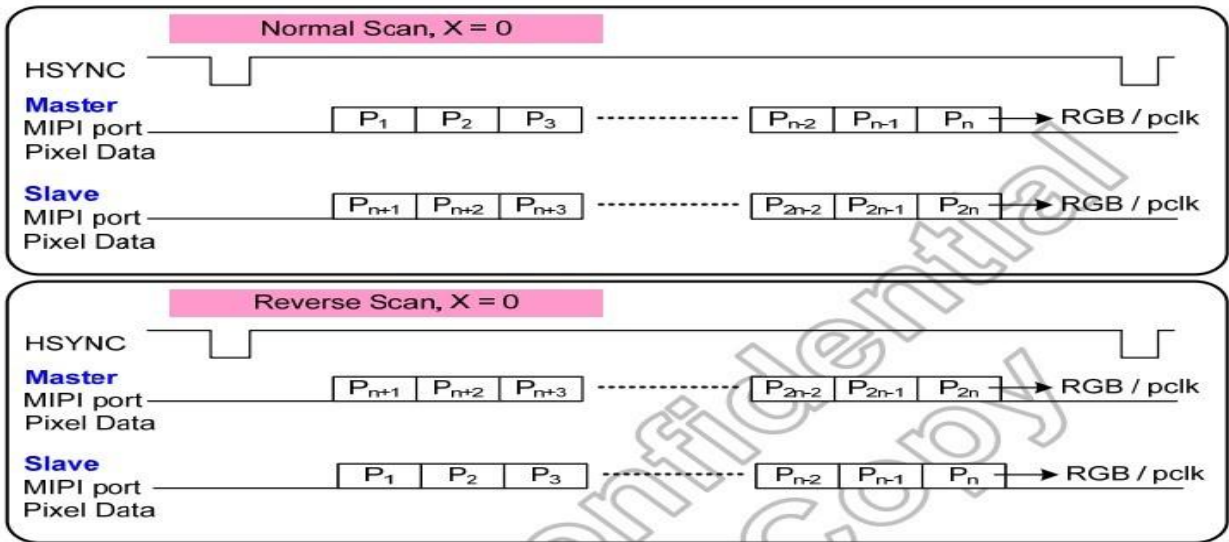 Normal Scan, X = 0
HSYNC
Master
MIPI port
Pixel Data
P₁ P₂ P₃ Pₙ₋₂ Pₙ₋₁ Pₙ RGB / pclk
Slave
MIPI port
Pixel Data
Pₙ₊₁ Pₙ₊₂ Pₙ₊₃ P₂ₙ₋₂ P₂ₙ₋₁ P₂ₙ RGB / pclk
Reverse Scan, X = 0
HSYNC
Master
MIPI port
Pixel Data
Pₙ₊₁ Pₙ₊₂ Pₙ₊₃ P₂ₙ₋₂ P₂ₙ₋₁ P₂ₙ RGB / pclk
Slave
MIPI port
Pixel Data
P₁ P₂ P₃ Pₙ₋₂ Pₙ₋₁ Pₙ RGB / pclk
onfidential
Copy